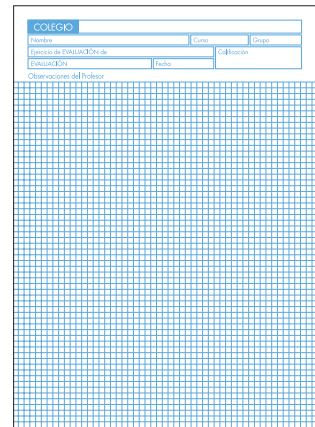 COLEGIO
Nombre Curso Grupo
Ejercicio de EVALUACIÓN de Calificación
EVALUACIÓN Fecha
Observaciones del Profesor